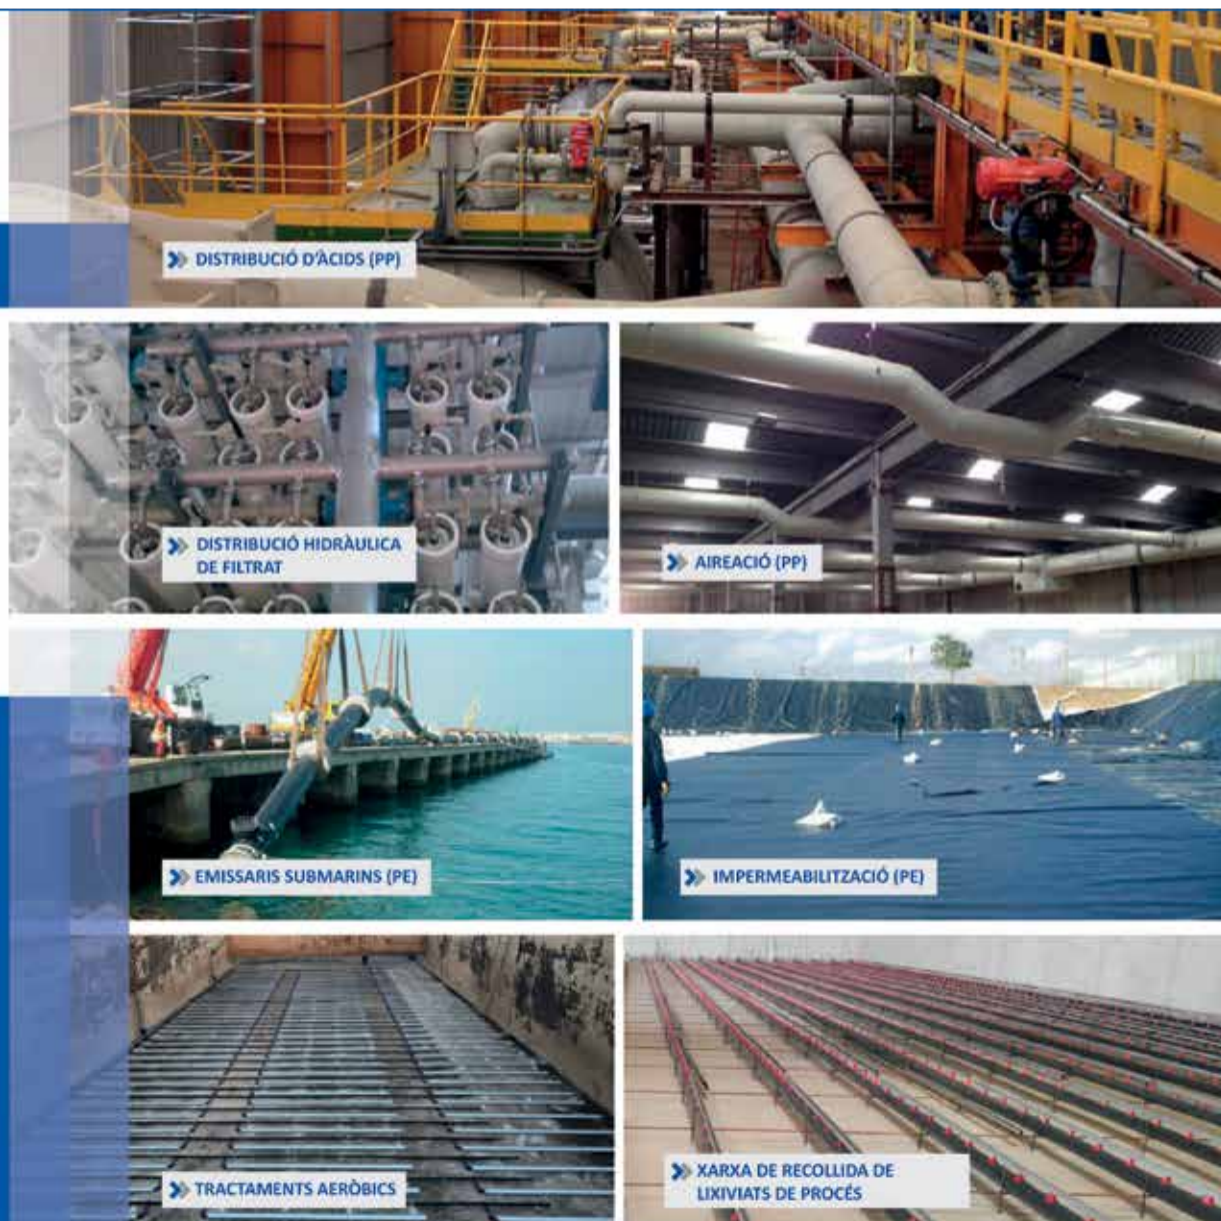 DISTRIBUCIÓ D'ÀCIDS (PP)
DISTRIBUCIÓ HIDRÀULICA
DE FILTRAT
AIREACIÓ (PP)
EMISSARIS SUBMARINS (PE)
IMPERMEABILITZACIÓ (PE)
TRACTAMENTS AERÒBICS
XARXA DE RECOLLIDA DE
LIXIVIATS DE PROCÉS